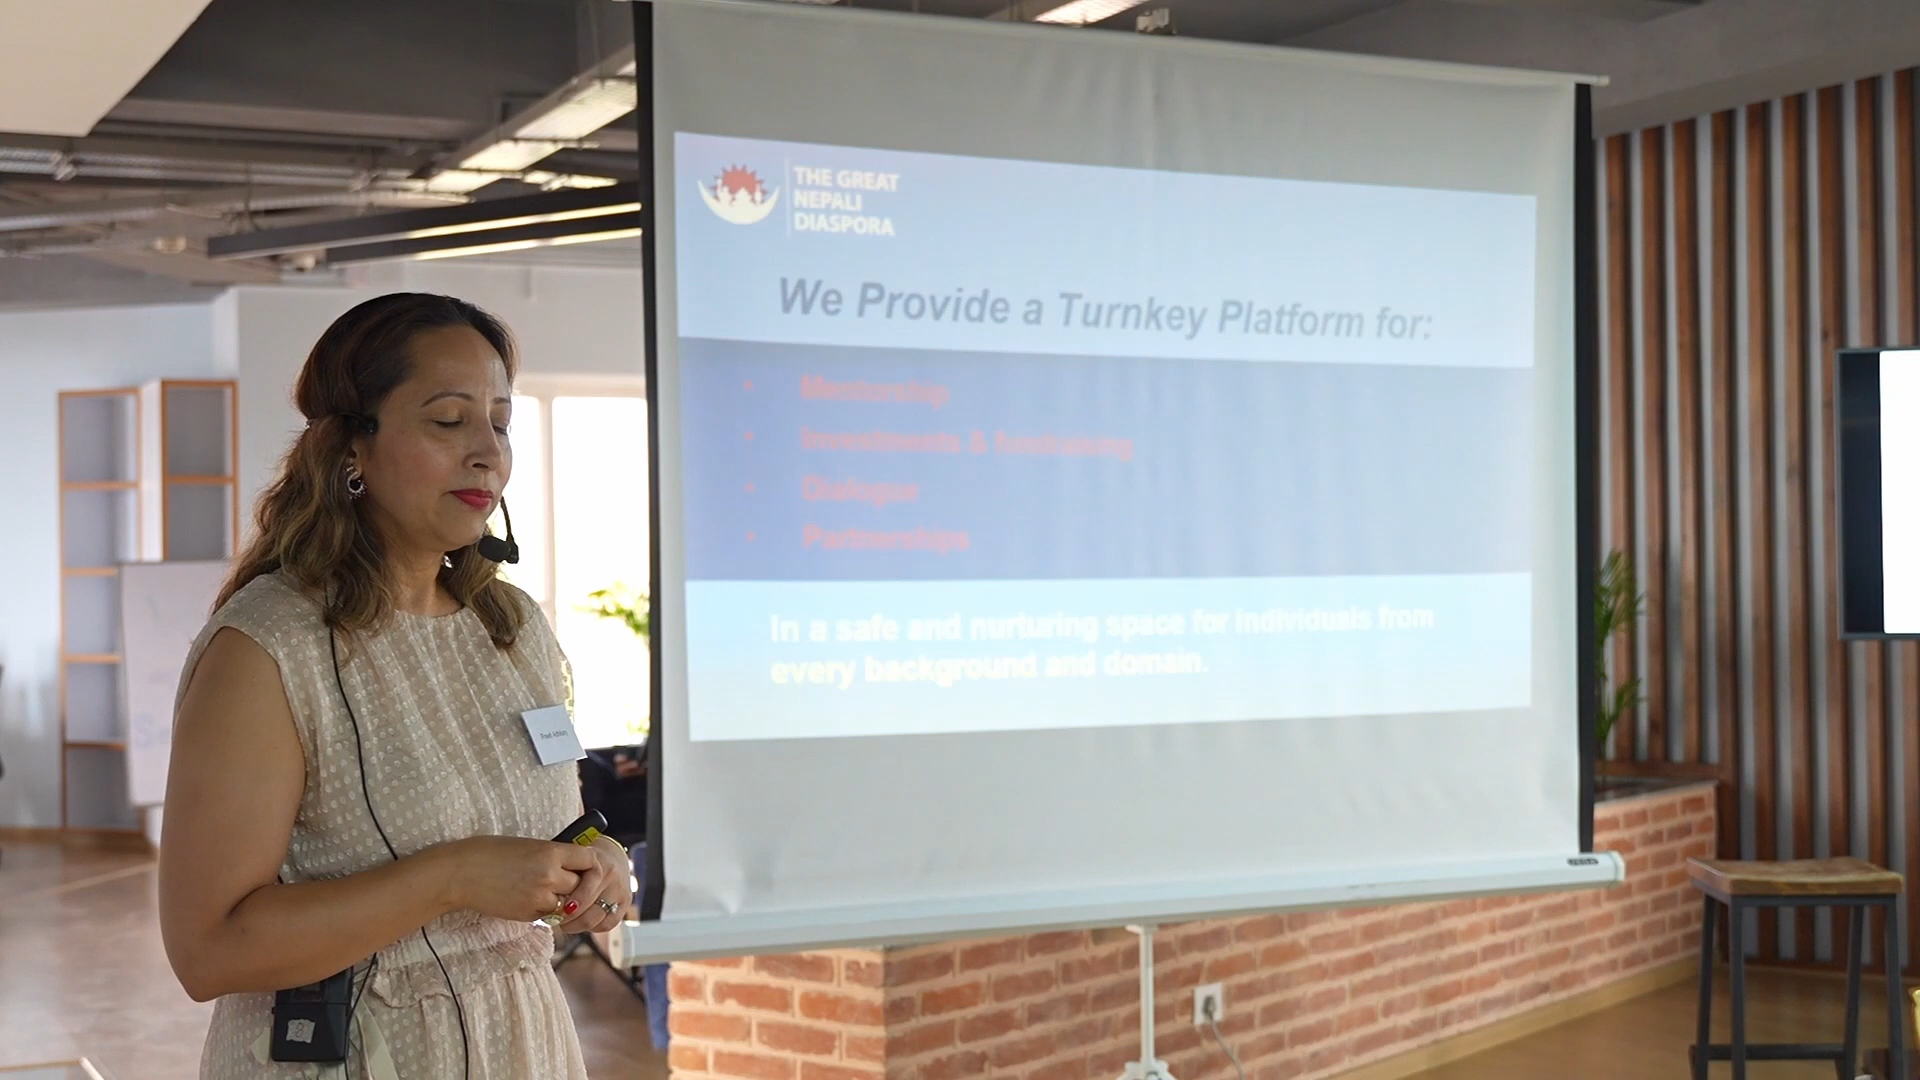 THE GREAT
NEPALI
DIASPORA
We Provide a Turnkey Platform for:
• Mentorship
• Investments & fundraising
• Dialogue
• Partnerships
In a safe and nurturing space for individuals from
every background and domain.